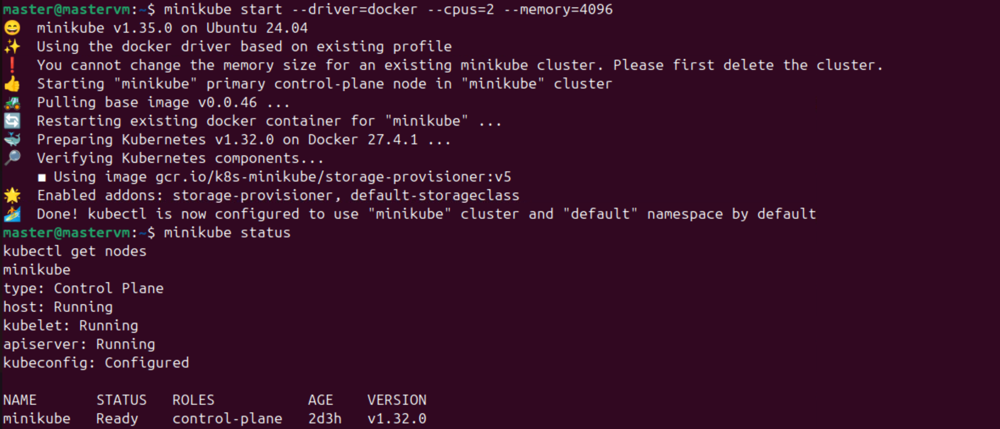 master@mastervm:~$ minikube start --driver=docker --cpus=2 --memory=4096
😄  minikube v1.35.0 on Ubuntu 24.04
✨  Using the docker driver based on existing profile
❗  You cannot change the memory size for an existing minikube cluster. Please first delete the cluster.
👍  Starting "minikube" primary control-plane node in "minikube" cluster
🚜  Pulling base image v0.0.46 ...
🔄  Restarting existing docker container for "minikube" ...
🐳  Preparing Kubernetes v1.32.0 on Docker 27.4.1 ...
🔎  Verifying Kubernetes components...
    ■ Using image gcr.io/k8s-minikube/storage-provisioner:v5
🌟  Enabled addons: storage-provisioner, default-storageclass
🏄  Done! kubectl is now configured to use "minikube" cluster and "default" namespace by default
master@mastervm:~$ minikube status
kubectl get nodes
minikube
type: Control Plane
host: Running
kubelet: Running
apiserver: Running
kubeconfig: Configured

NAME       STATUS   ROLES           AGE    VERSION
minikube   Ready    control-plane   2d3h   v1.32.0